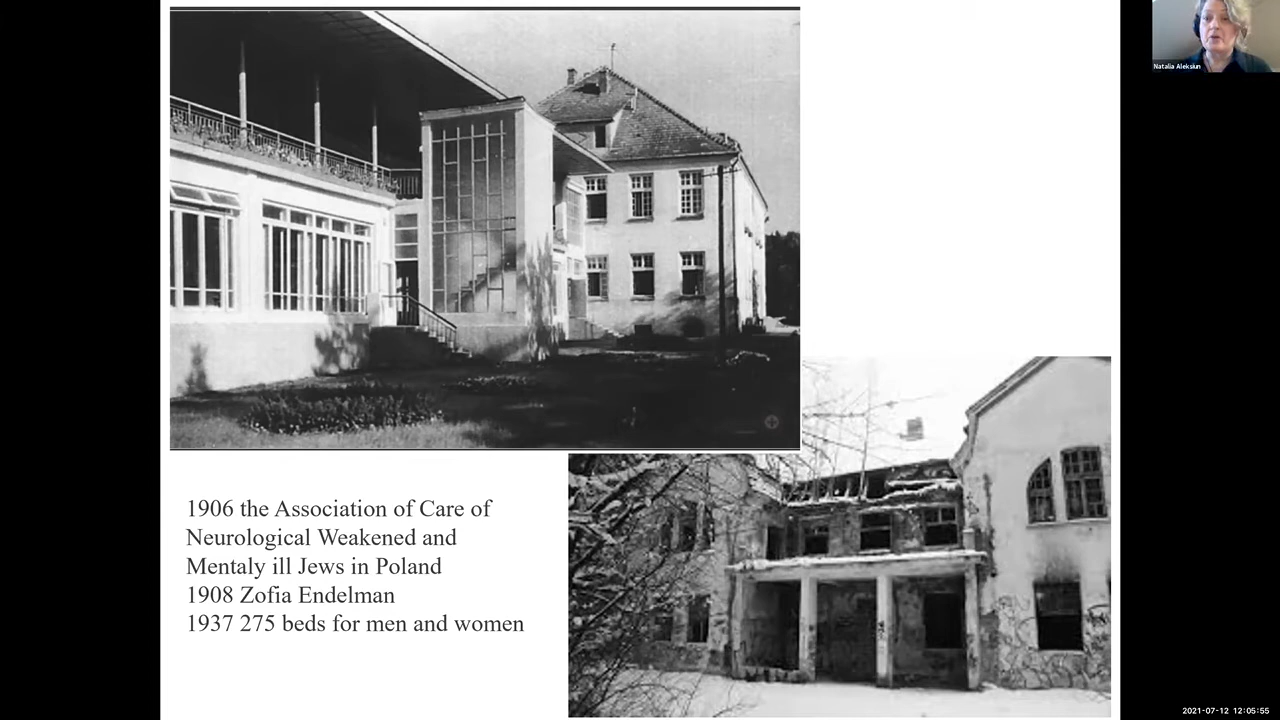 Natalia Aleksiun
1906 the Association of Care of
Neurological Weakened and
Mentaly ill Jews in Poland
1908 Zofia Endelman
1937 275 beds for men and women
2021-07-12 12:05:55